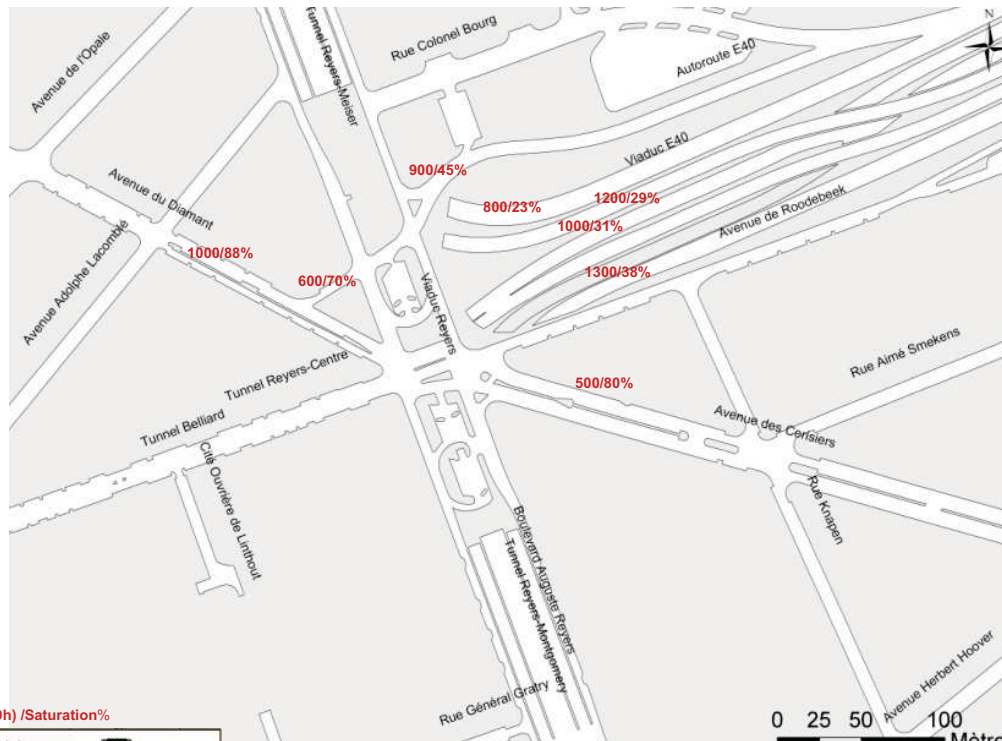 N
Rue Colonel Bourg
Autoroute E40
Avenue de l'Opale
Tunnel Reyers-Meiser
Viaduc E40
900/45%
Avenue du Diamant
800/23%
1200/29%
1000/31%
Avenue de Roodebeek
1000/88%
600/70%
1300/38%
Avenue Adolphe Lacomblé
Viaduc Reyers
Tunnel Reyers-Centre
500/80%
Rue Aimé Smekens
Tunnel Belliard
Avenue des Cerisiers
Cité Ouvrière de Linthout
Rue Knapen
Boulevard Auguste Reyers
Tunnel Reyers-Montgomery
Rue Général Gratry
Avenue Herbert Hoover
h) /Saturation%
0 25 50 100